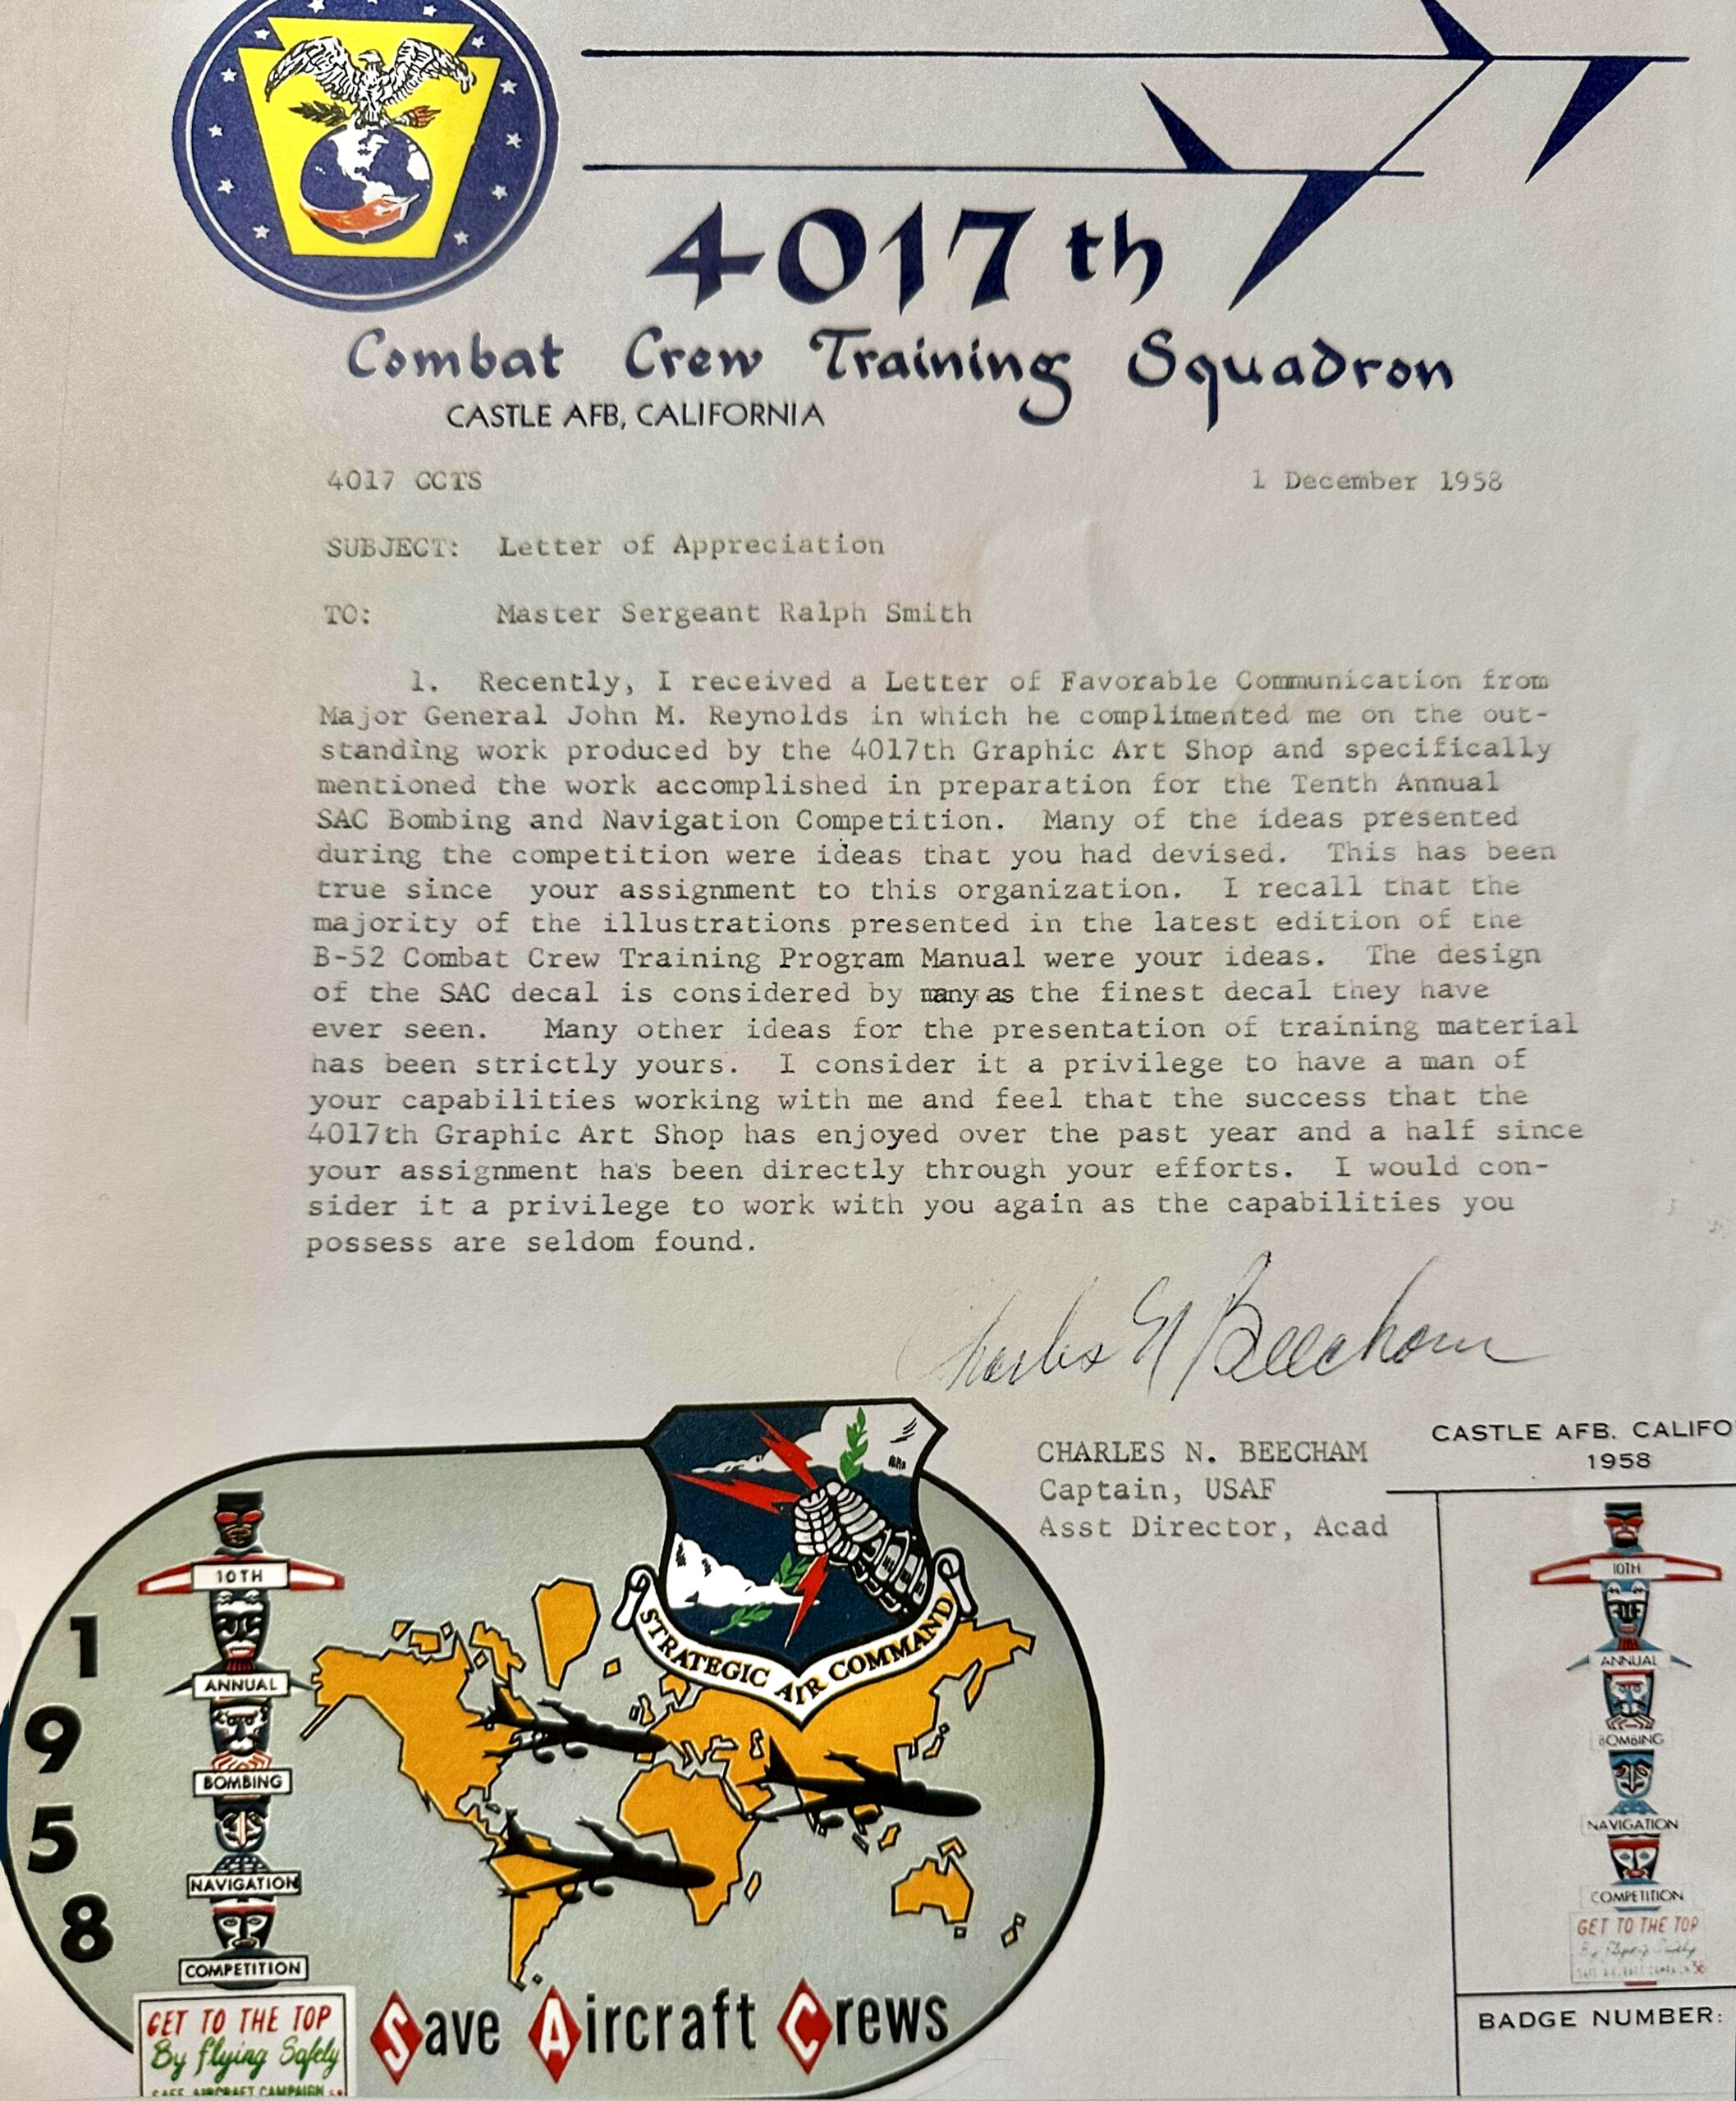 4017th
Combat Crew Training Squadron
CASTLE AFB, CALIFORNIA
4017 CCTS 1 December 1958
SUBJECT: Letter of Appreciation
TO: Master Sergeant Ralph Smith
1. Recently, I received a Letter of Favorable Communication from
Major General John M. Reynolds in which he complimented me on the out-
standing work produced by the 4017th Graphic Art Shop and specifically
mentioned the work accomplished in preparation for the Tenth Annual
SAC Bombing and Navigation Competition. Many of the ideas presented
during the competition were ideas that you had devised. This has been
true since your assignment to this organization. I recall that the
majority of the illustrations presented in the latest edition of the
B-52 Combat Crew Training Program Manual were your ideas. The design
of the SAC decal is considered by many as the finest decal they have
ever seen. Many other ideas for the presentation of training material
has been strictly yours. I consider it a privilege to have a man of
your capabilities working with me and feel that the success that the
4017th Graphic Art Shop has enjoyed over the past year and a half since
your assignment has been directly through your efforts. I would con-
sider it a privilege to work with you again as the capabilities you
possess are seldom found.
Charles N Beecham
CHARLES N. BEECHAM
Captain, USAF
Asst Director, Acad
STRATEGIC AIR COMMAND
1
9
5
8
10TH
ANNUAL
BOMBING
NAVIGATION
COMPETITION
GET TO THE TOP
By flying Safely
SAFE AIRCRAFT CAMPAIGN
Save Aircraft Crews
CASTLE AFB. CALIFO
1958
10TH
ANNUAL
BOMBING
NAVIGATION
COMPETITION
GET TO THE TOP
By Flying Safely
SAFE AIRCRAFT CAMPAIGN
BADGE NUMBER: